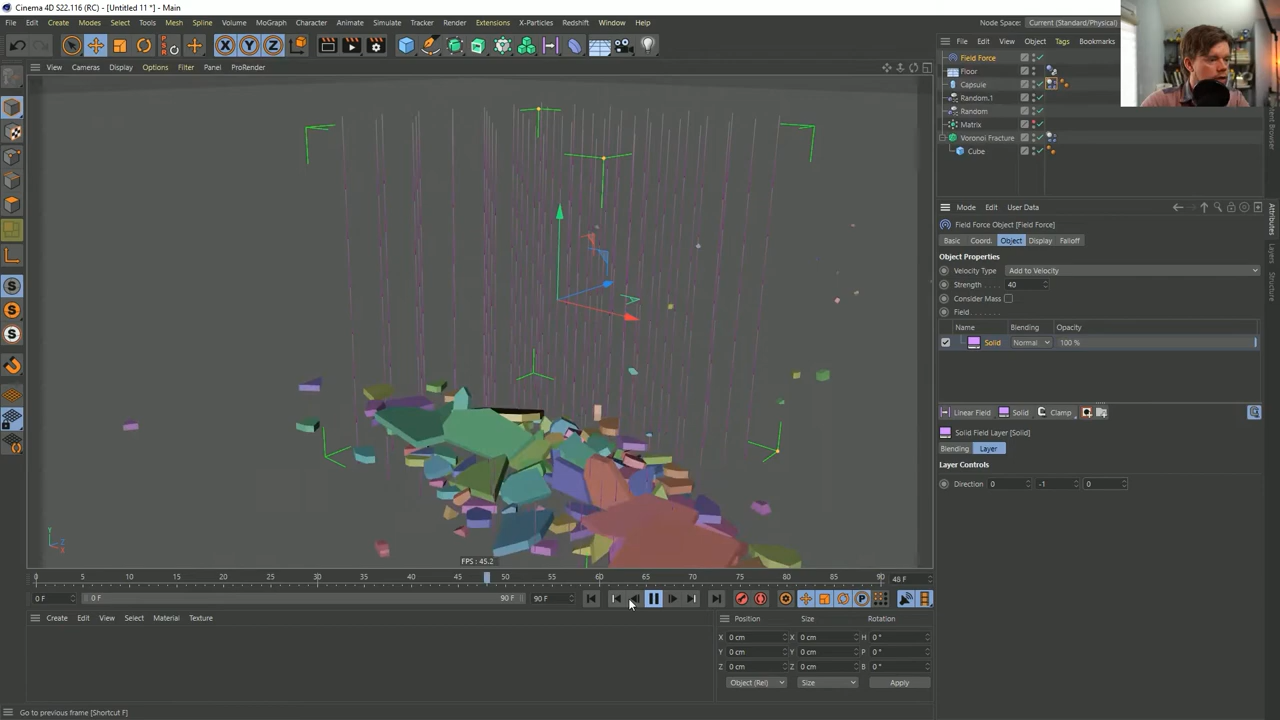 Cinema 4D S22.116 (RC) - [Untitled 11 *] - Main
File Edit Create Modes Select Tools Mesh Spline Volume MoGraph Character Animate Simulate Tracker Render Extensions X-Particles Redshift Window Help
Node Space: Current (Standard/Physical)
File Edit View Object Tags Bookmarks
View Cameras Display Options Filter Panel ProRender
Field Force
Floor
Capsule
Random.1
Random
Matrix
Voronoi Fracture
Cube
Content Browser
Mode Edit User Data
Attributes
Layers
Structure
Field Force Object [Field Force]
Basic Coord. Object Display Falloff
Object Properties
Velocity Type Add to Velocity
Strength . . . . 40
Consider Mass
Field. . . . . . .
Name Blending Opacity
Solid Normal 100 %
Linear Field Solid Clamp
Solid Field Layer [Solid]
Blending Layer
Layer Controls
Direction 0 -1 0
FPS : 45.2
0 5 10 15 20 25 30 35 40 45 50 55 60 65 70 75 80 85 90 48 F
0 F 0 F 90 F 90 F
Create Edit View Select Material Texture
Position Size Rotation
X 0 cm X 0 cm H 0 °
Y 0 cm Y 0 cm P 0 °
Z 0 cm Z 0 cm B 0 °
Object (Rel) Size Apply
Go to previous frame [Shortcut F]